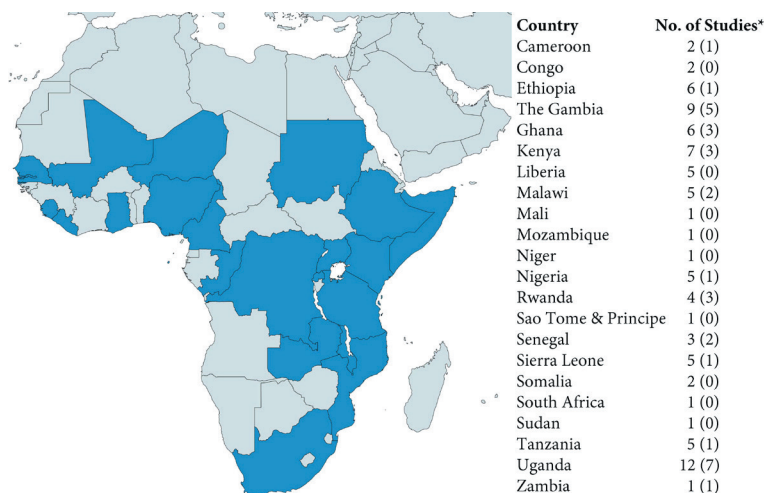 Country No. of Studies*
Cameroon 2 (1)
Congo 2 (0)
Ethiopia 6 (1)
The Gambia 9 (5)
Ghana 6 (3)
Kenya 7 (3)
Liberia 5 (0)
Malawi 5 (2)
Mali 1 (0)
Mozambique 1 (0)
Niger 1 (0)
Nigeria 5 (1)
Rwanda 4 (3)
Sao Tome & Principe 1 (0)
Senegal 3 (2)
Sierra Leone 5 (1)
Somalia 2 (0)
South Africa 1 (0)
Sudan 1 (0)
Tanzania 5 (1)
Uganda 12 (7)
Zambia 1 (1)